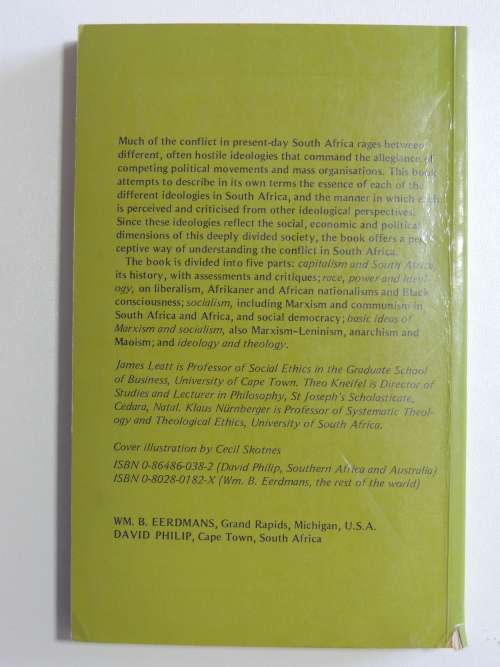 Much of the conflict in present-day South Africa rages between
different, often hostile ideologies that command the allegiance of
competing political movements and mass organisations. This book
attempts to describe in its own terms the essence of each of the
different ideologies in South Africa, and the manner in which each
is perceived and criticised from other ideological perspectives.
Since these ideologies reflect the social, economic and political
dimensions of this deeply divided society, the book offers a per-
ceptive way of understanding the conflict in South Africa.
The book is divided into five parts: capitalism and South Africa,
its history, with assessments and critiques; race, power and ideol-
ogy, on liberalism, Afrikaner and African nationalisms and Black
consciousness; socialism, including Marxism and communism in
South Africa and Africa, and social democracy; basic ideas of
Marxism and socialism, also Marxism-Leninism, anarchism and
Maoism; and ideology and theology.
James Leatt is Professor of Social Ethics in the Graduate School
of Business, University of Cape Town. Theo Kneifel is Director of
Studies and Lecturer in Philosophy, St Joseph's Scholasticate,
Cedara, Natal. Klaus Nürnberger is Professor of Systematic Theol-
ogy and Theological Ethics, University of South Africa.
Cover illustration by Cecil Skotnes
ISBN 0-86486-038-2 (David Philip, Southern Africa and Australia)
ISBN 0-8028-0182-X (Wm. B. Eerdmans, the rest of the world)
WM. B. EERDMANS, Grand Rapids, Michigan, U.S.A.
DAVID PHILIP, Cape Town, South Africa